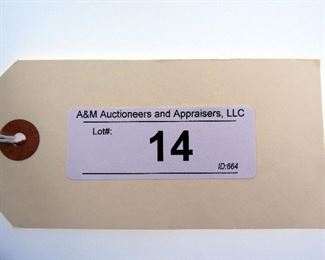 A&M Auctioneers and Appraisers, LLC
Lot#:
14
ID:664